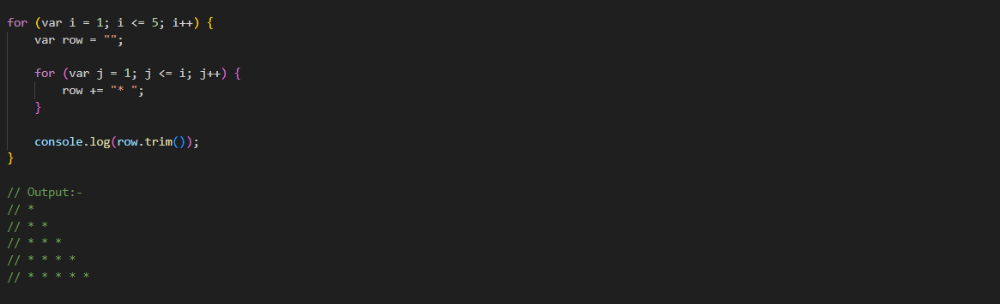 for (var i = 1; i <= 5; i++) {
    var row = "";
    for (var j = 1; j <= i; j++) {
        row += "* ";
    }
    console.log(row.trim());
}
// Output:-
// *
// * *
// * * *
// * * * *
// * * * * *